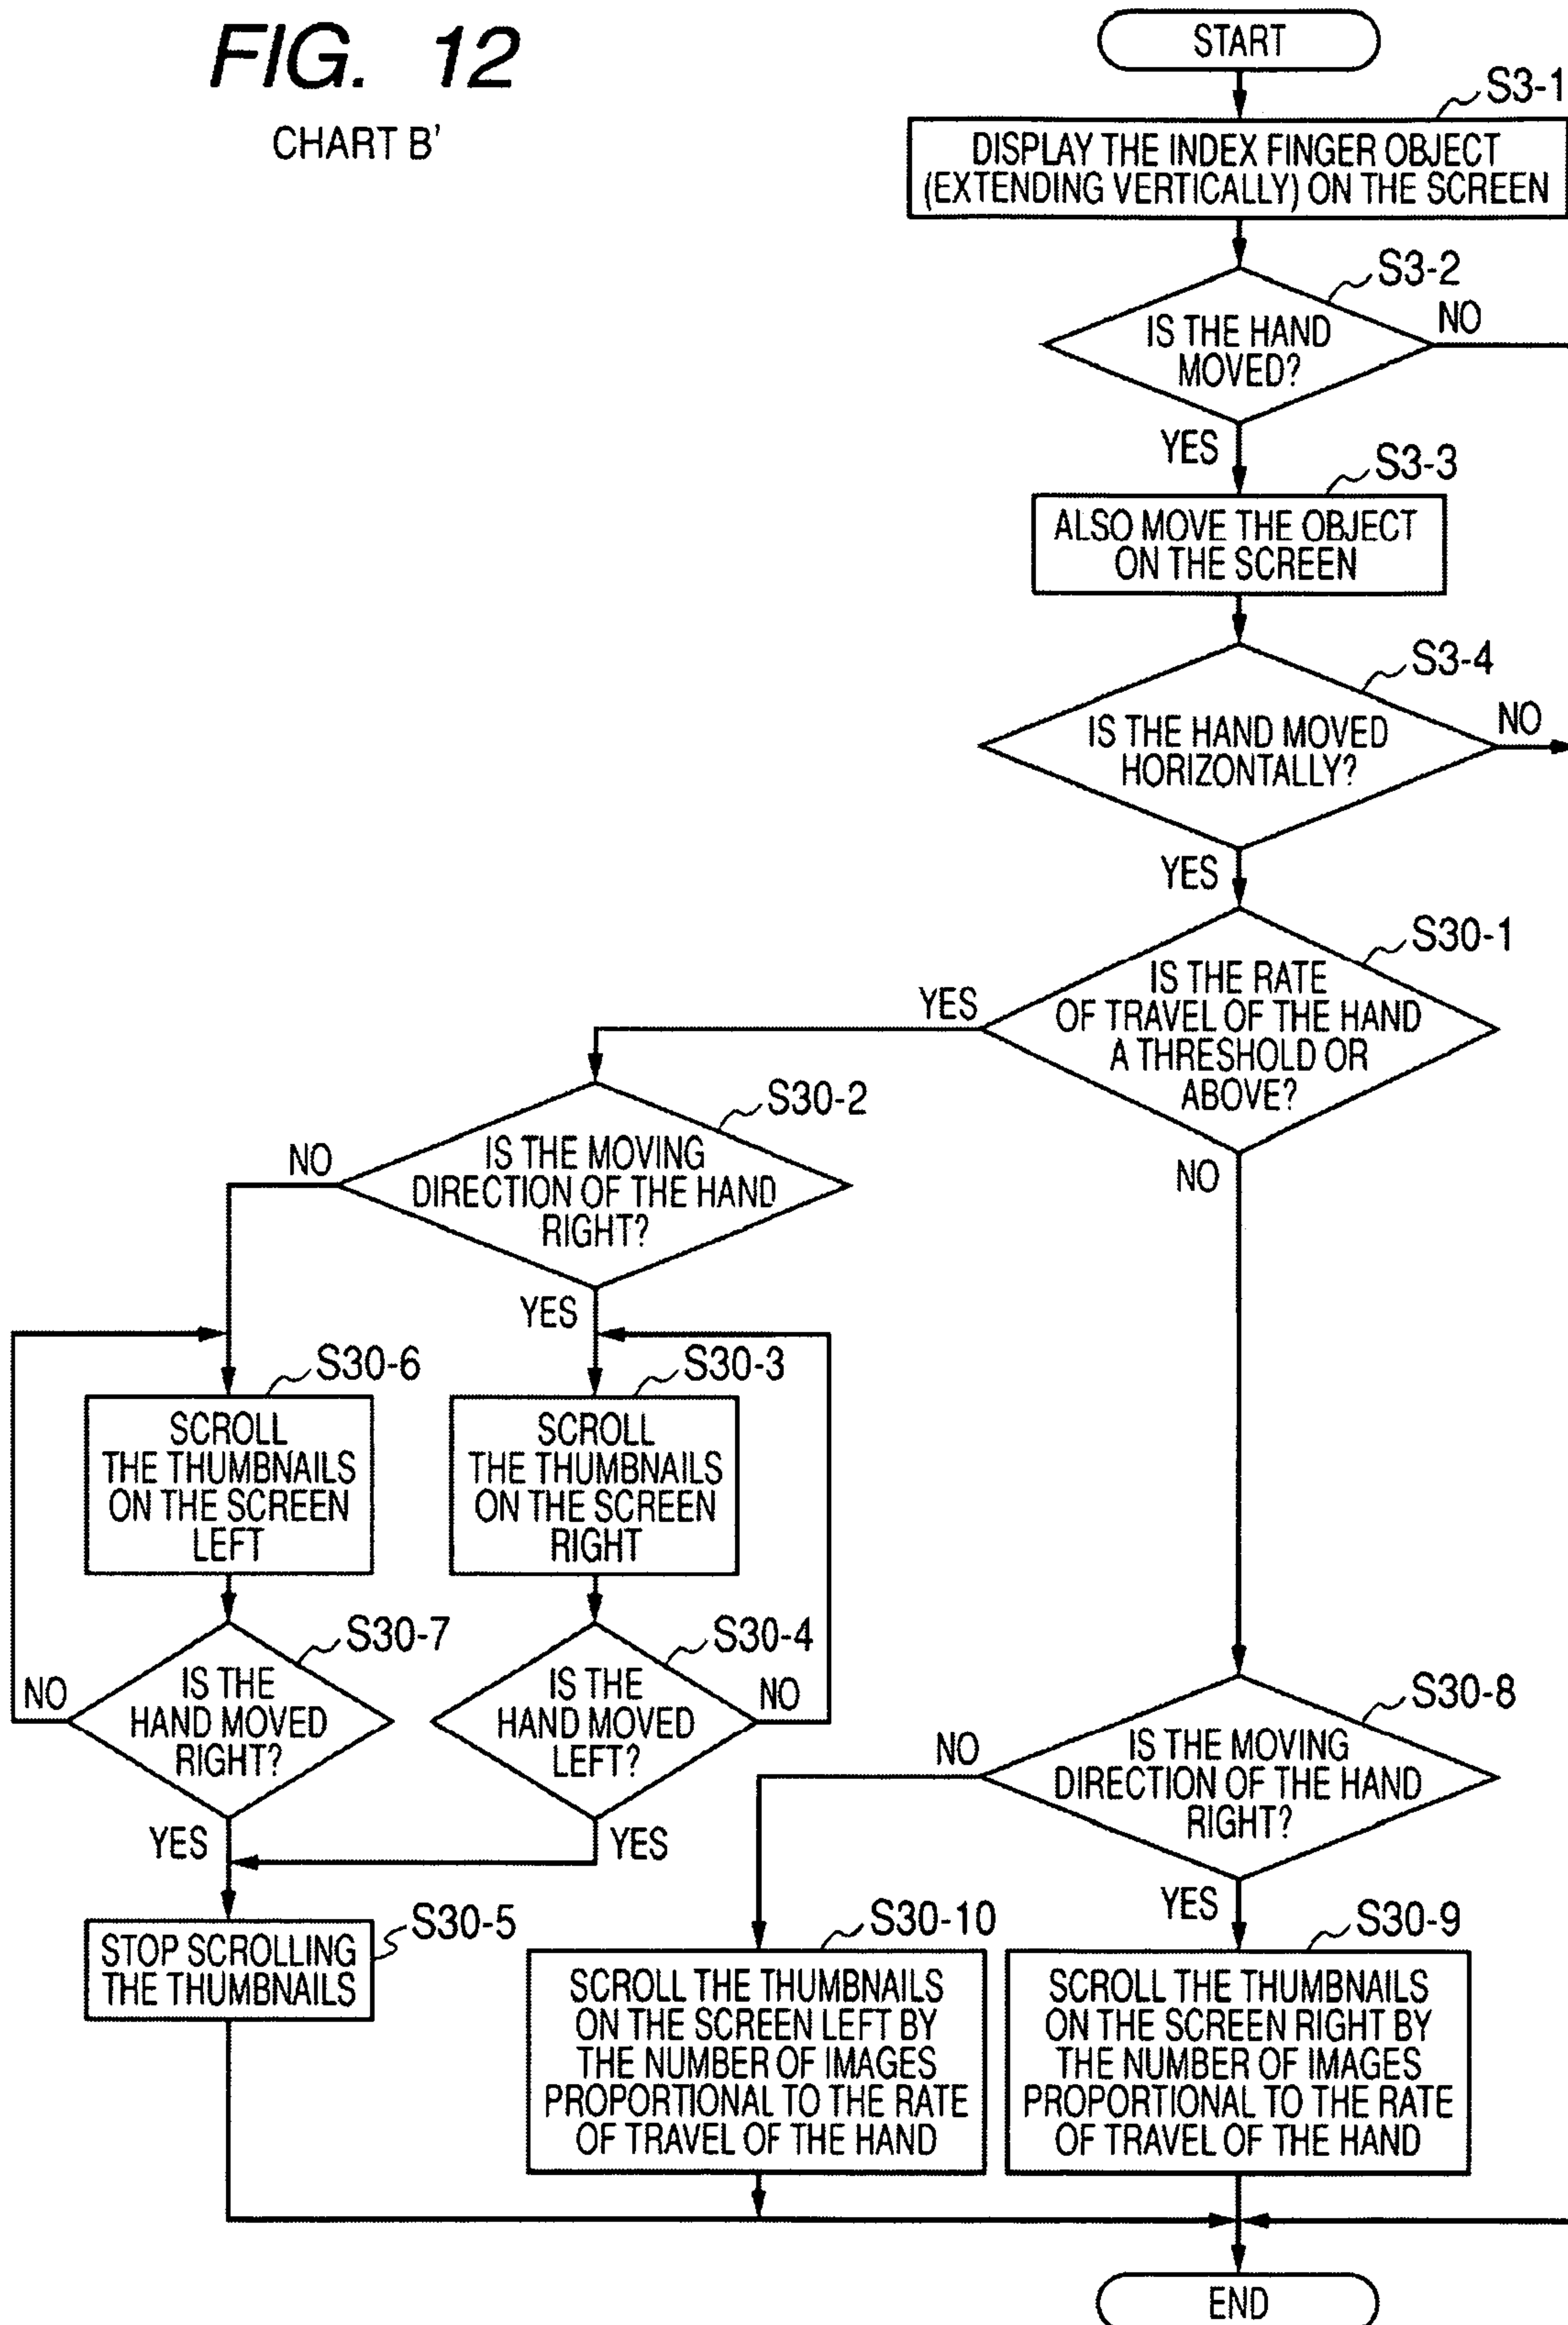 FIG. 12
CHART B'
START
S3-1
DISPLAY THE INDEX FINGER OBJECT
(EXTENDING VERTICALLY) ON THE SCREEN
S3-2
IS THE HAND
MOVED?
NO
YES
S3-3
ALSO MOVE THE OBJECT
ON THE SCREEN
S3-4
IS THE HAND MOVED
HORIZONTALLY?
NO
YES
S30-1
IS THE RATE
OF TRAVEL OF THE HAND
A THRESHOLD OR
ABOVE?
YES
NO
S30-2
IS THE MOVING
DIRECTION OF THE HAND
RIGHT?
NO
YES
S30-6
SCROLL
THE THUMBNAILS
ON THE SCREEN
LEFT
S30-3
SCROLL
THE THUMBNAILS
ON THE SCREEN
RIGHT
S30-7
IS THE
HAND MOVED
RIGHT?
NO
YES
S30-4
IS THE
HAND MOVED
LEFT?
NO
YES
S30-5
STOP SCROLLING
THE THUMBNAILS
S30-8
IS THE MOVING
DIRECTION OF THE HAND
RIGHT?
NO
YES
S30-10
SCROLL THE THUMBNAILS
ON THE SCREEN LEFT BY
THE NUMBER OF IMAGES
PROPORTIONAL TO THE RATE
OF TRAVEL OF THE HAND
S30-9
SCROLL THE THUMBNAILS
ON THE SCREEN RIGHT BY
THE NUMBER OF IMAGES
PROPORTIONAL TO THE RATE
OF TRAVEL OF THE HAND
END